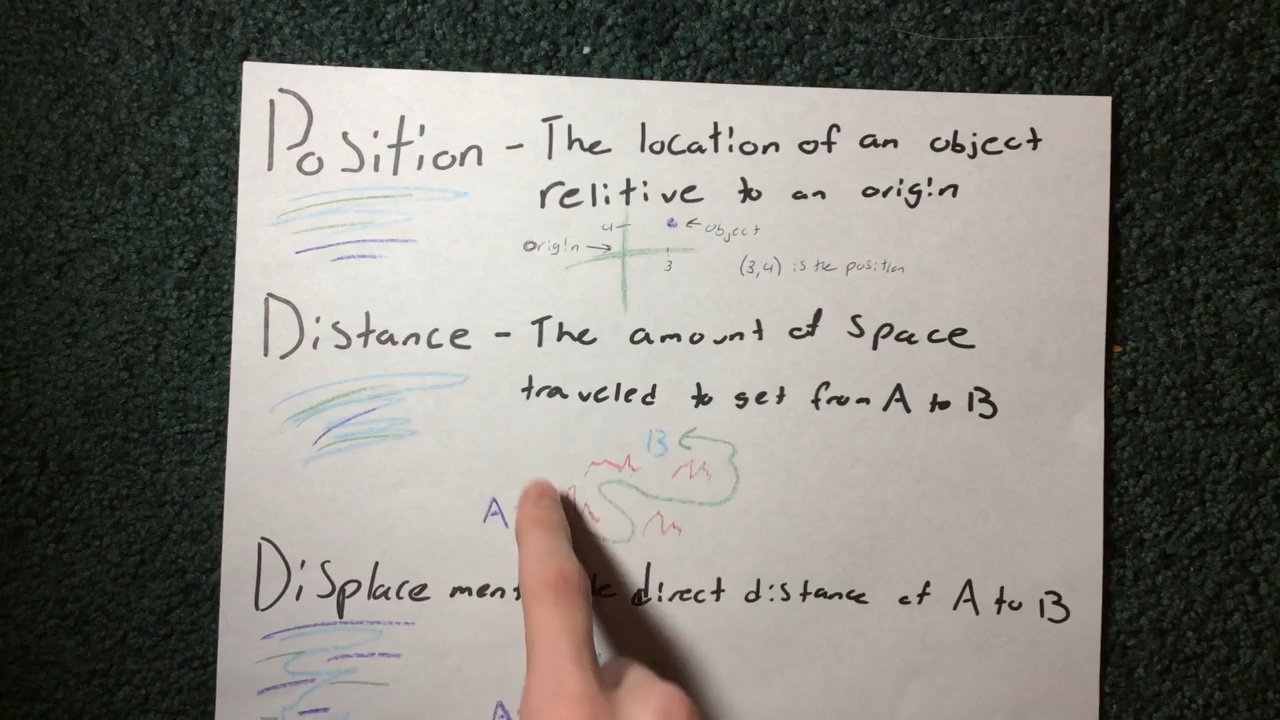 Position - The location of an object
relitive to an origin
4 object
origin
3 (3,4) is the position
Distance - The amount of space
traveled to get from A to B
B
A
Displacement direct distance of A to B
A